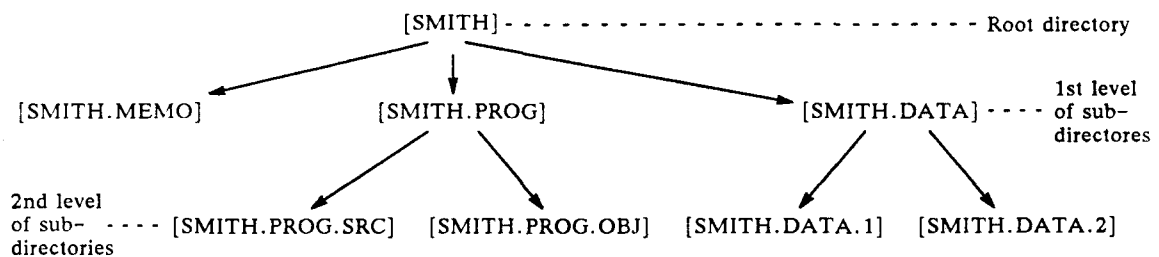 [SMITH] Root directory
[SMITH.MEMO] [SMITH.PROG] [SMITH.DATA]
1st level
of sub-
directores
2nd level
of sub-
directories
[SMITH.PROG.SRC] [SMITH.PROG.OBJ] [SMITH.DATA.1] [SMITH.DATA.2]